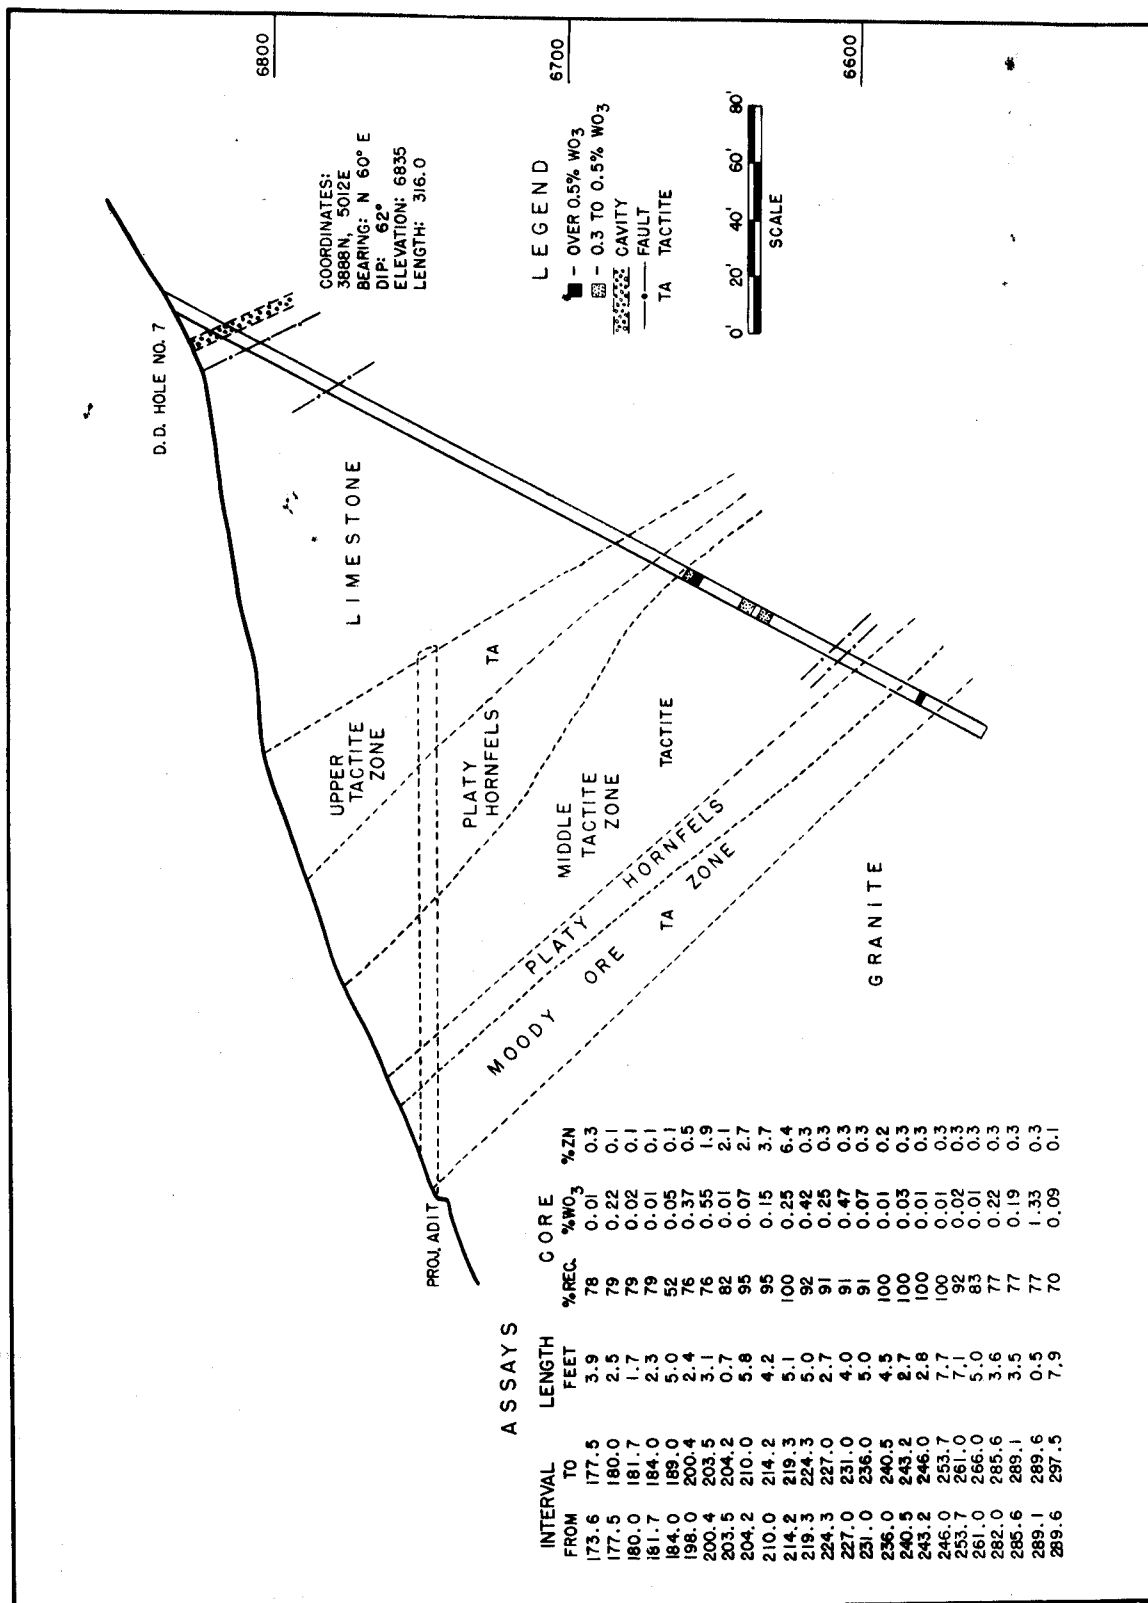 6800
6700
6600
D.D. HOLE NO. 7
COORDINATES:
3888N, 5012E
BEARING: N 60° E
DIP: 62°
ELEVATION: 6835
LENGTH: 316.0
LEGEND
- OVER 0.5% WO3
- 0.3 TO 0.5% WO3
CAVITY
FAULT
TA TACTITE
0' 20' 40' 60' 80'
SCALE
LIMESTONE
UPPER
TACTITE
ZONE
TA
PLATY
HORNFELS
MIDDLE
TACTITE
ZONE
TACTITE
PLATY HORNFELS
MOODY ORE ZONE
TA
GRANITE
PROJ. ADIT
ASSAYS
INTERVAL LENGTH CORE
FROM TO FEET %REC. %WO3 %ZN
173.6 177.5 3.9 78 0.01 0.3
177.5 180.0 2.5 79 0.22 0.1
180.0 181.7 1.7 79 0.02 0.1
181.7 184.0 2.3 79 0.01 0.1
184.0 189.0 5.0 52 0.05 0.1
198.0 200.4 2.4 76 0.37 0.5
200.4 203.5 3.1 76 0.55 1.9
203.5 204.2 0.7 82 0.01 2.1
204.2 210.0 5.8 95 0.07 2.7
210.0 214.2 4.2 95 0.15 3.7
214.2 219.3 5.1 100 0.25 6.4
219.3 224.3 5.0 92 0.42 0.3
224.3 227.0 2.7 91 0.25 0.3
227.0 231.0 4.0 91 0.47 0.3
231.0 236.0 5.0 91 0.07 0.3
236.0 240.5 4.5 100 0.01 0.2
240.5 243.2 2.7 100 0.03 0.3
243.2 246.0 2.8 100 0.01 0.3
246.0 253.7 7.7 100 0.01 0.3
253.7 261.0 7.1 92 0.02 0.3
261.0 266.0 5.0 83 0.01 0.3
282.0 285.6 3.6 77 0.22 0.3
285.6 289.1 3.5 77 0.19 0.3
289.1 289.6 0.5 77 1.33 0.3
289.6 297.5 7.9 70 0.09 0.1